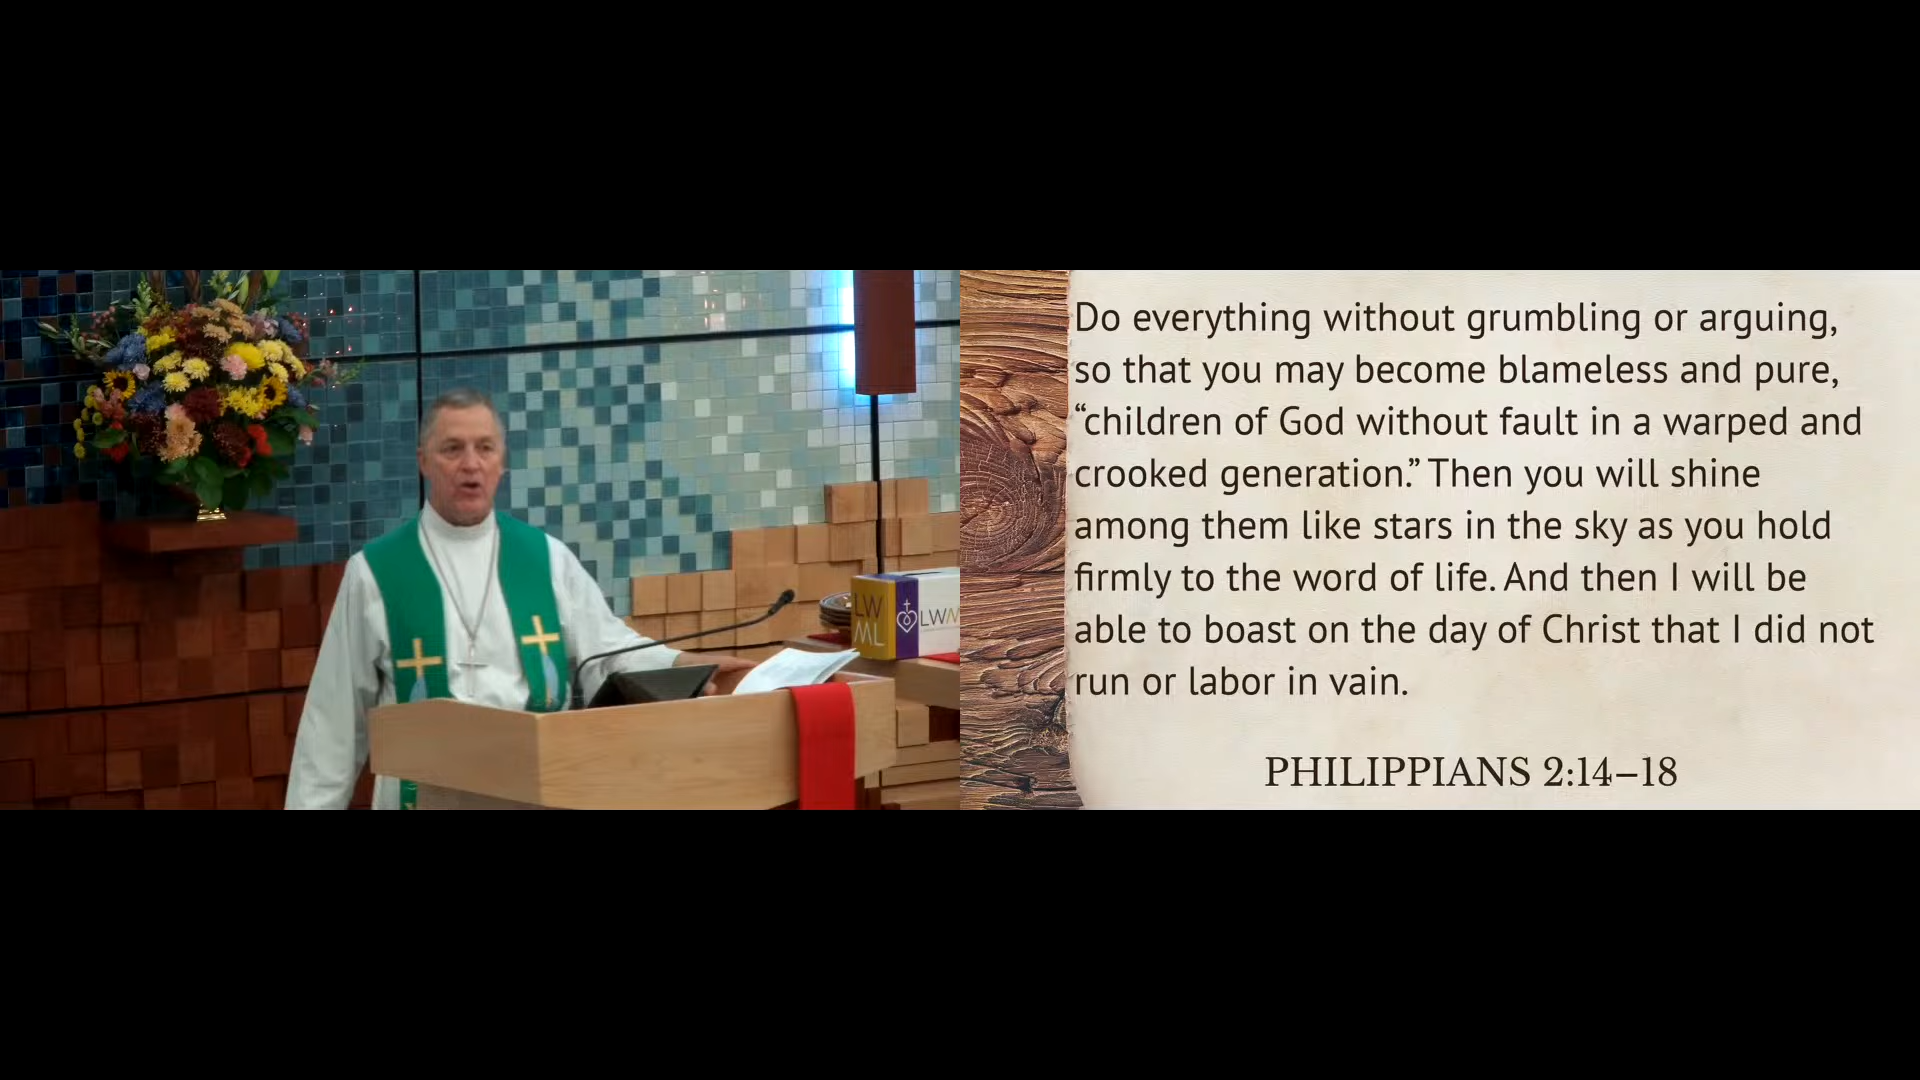 LW
ML
LWM
Do everything without grumbling or arguing,
so that you may become blameless and pure,
“children of God without fault in a warped and
crooked generation.” Then you will shine
among them like stars in the sky as you hold
firmly to the word of life. And then I will be
able to boast on the day of Christ that I did not
run or labor in vain.
PHILIPPIANS 2:14–18